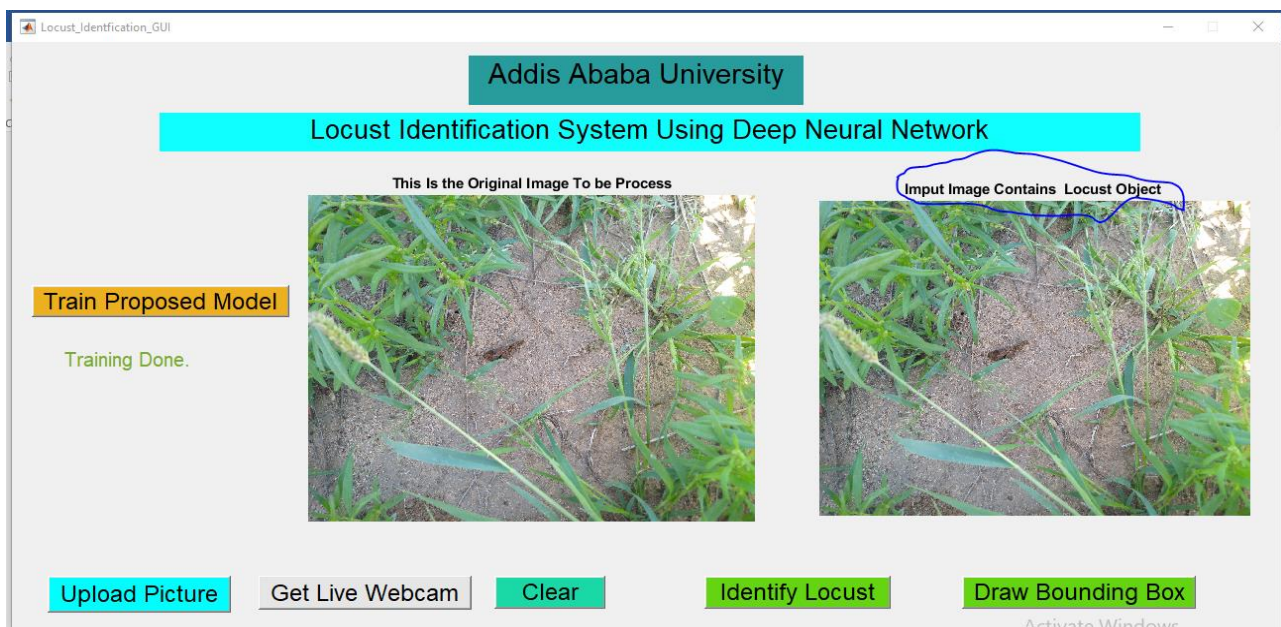 Locust_Identfication_GUI
Addis Ababa University
Locust Identification System Using Deep Neural Network
This Is the Original Image To be Process
Imput Image Contains Locust Object
Train Proposed Model
Training Done.
Upload Picture
Get Live Webcam
Clear
Identify Locust
Draw Bounding Box
Activate Windows